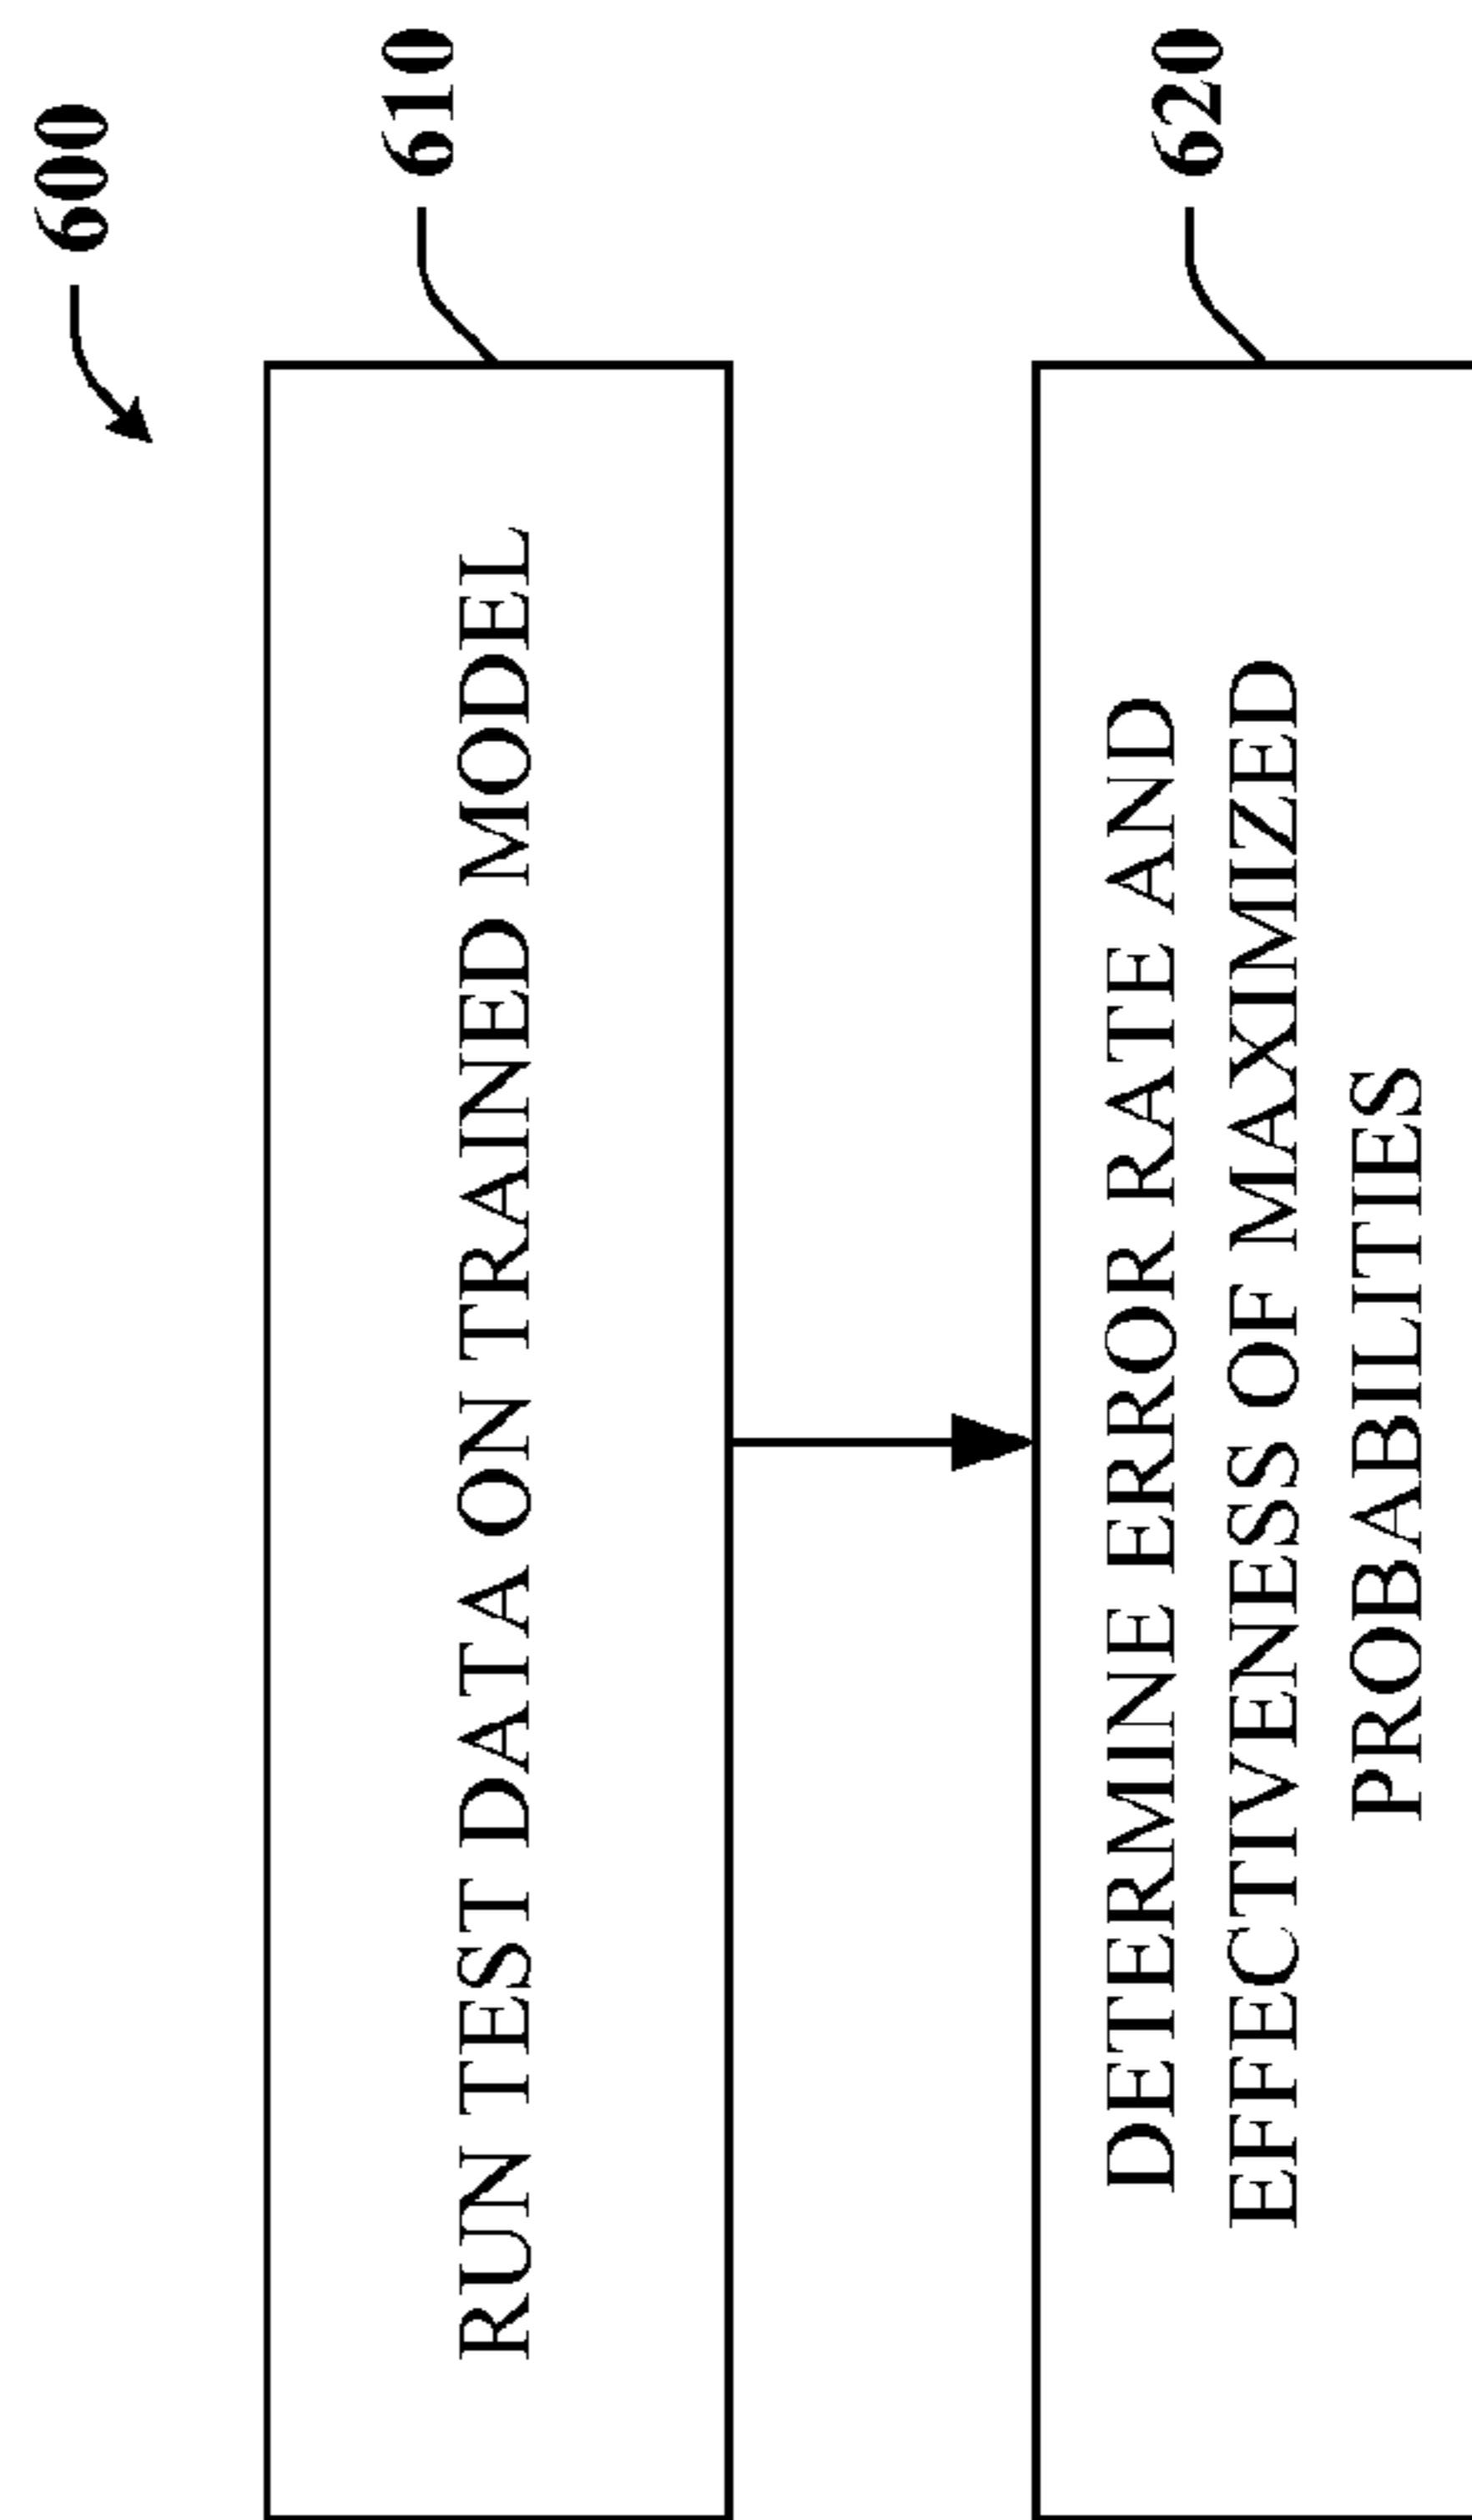 600
RUN TEST DATA ON TRAINED MODEL
610
DETERMINE ERROR RATE AND
EFFECTIVENESS OF MAXIMIZED
PROBABILITIES
620